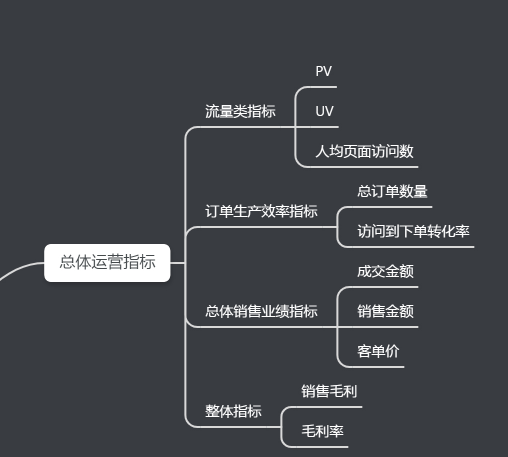 PV
流量类指标
UV
人均页面访问数
总订单数量
订单生产效率指标
访问到下单转化率
总体运营指标
成交金额
总体销售业绩指标
销售金额
客单价
销售毛利
整体指标
毛利率